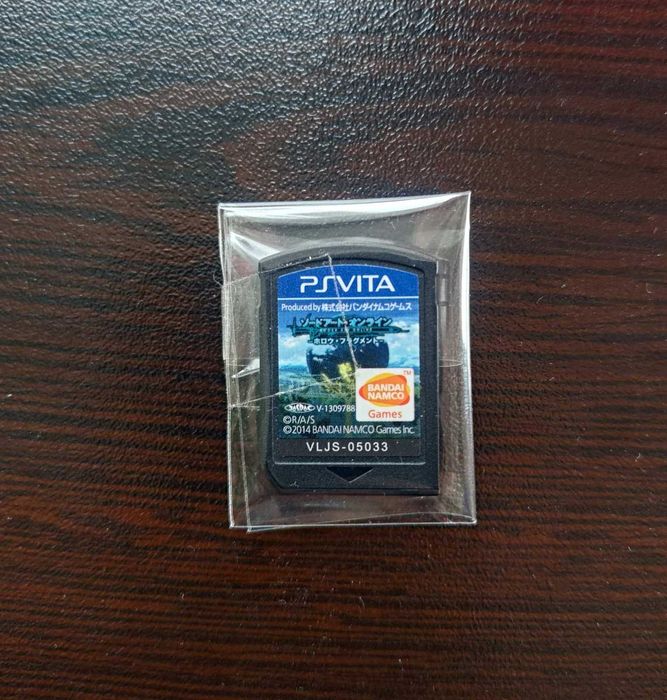 PSVITA
Produced by 株式会社バンダイナムコゲームス
ソードアート・オンライン
―ホロウ・フラグメント―
BANDAI
NAMCO
Games
TM
V-1309788
©R/A/S
©2014 BANDAI NAMCO Games Inc.
VLJS-05033